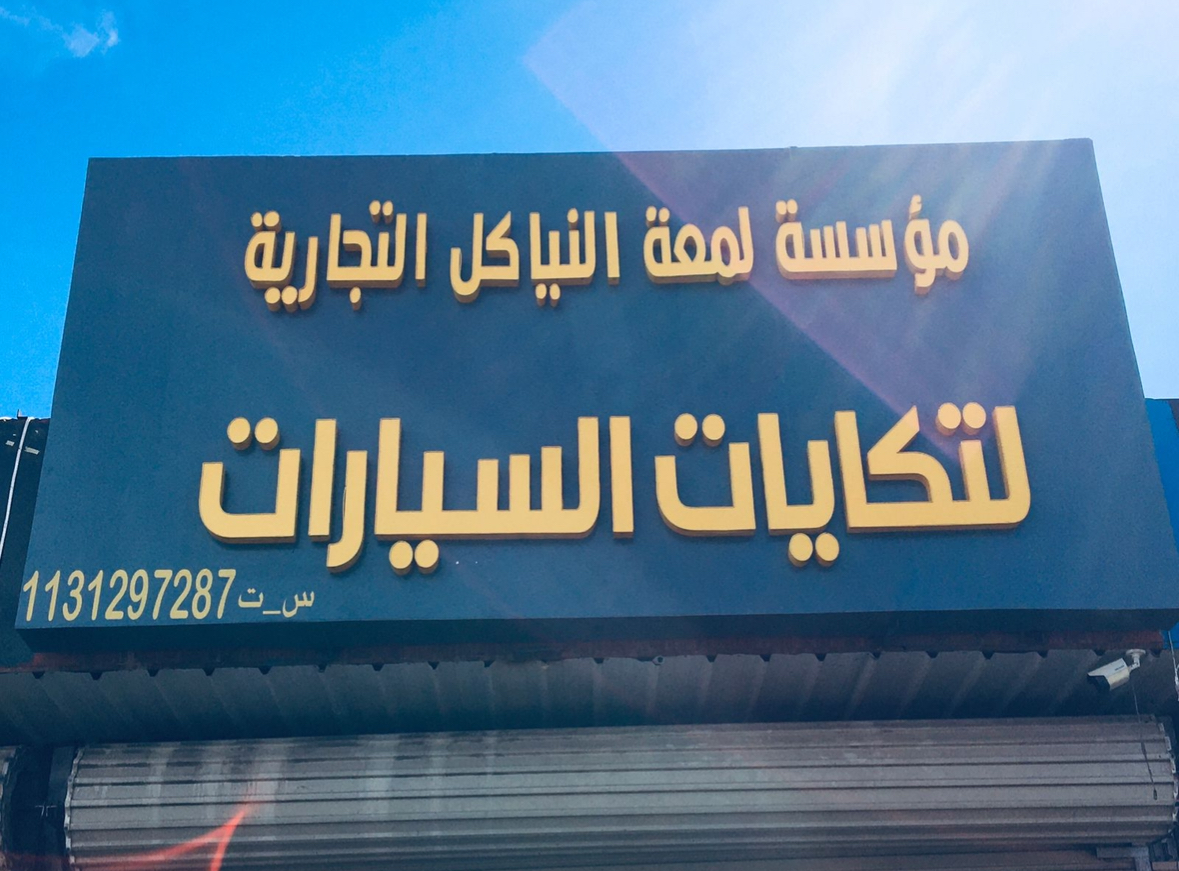 مؤسسة لمعة النياكل التجارية
لتكايات السيارات
س_ت 1131297287